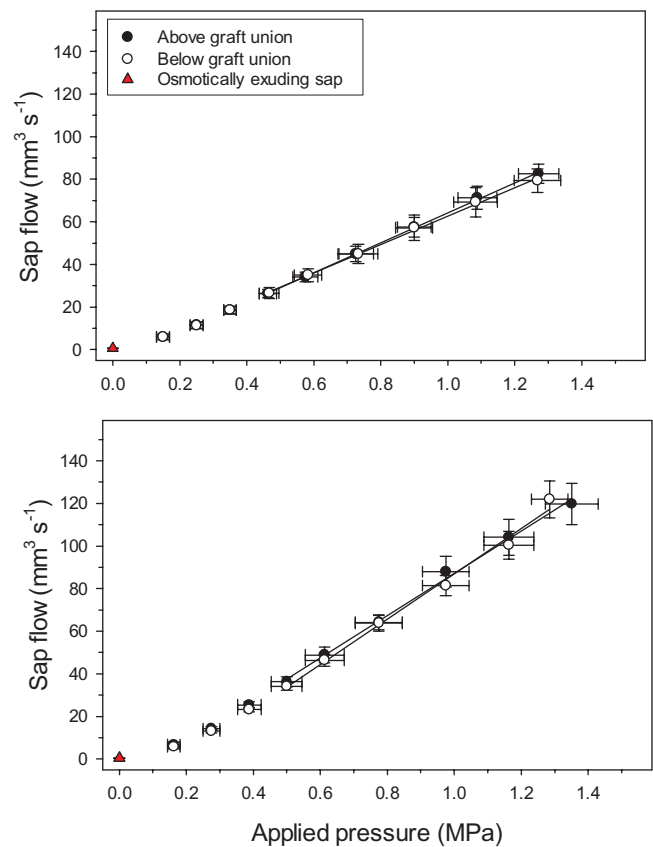 Above graft union
Below graft union
Osmotically exuding sap
140
120
100
80
60
40
20
0
Sap flow (mm³ s⁻¹)
0.0 0.2 0.4 0.6 0.8 1.0 1.2 1.4
140
120
100
80
60
40
20
0
Sap flow (mm³ s⁻¹)
0.0 0.2 0.4 0.6 0.8 1.0 1.2 1.4
Applied pressure (MPa)